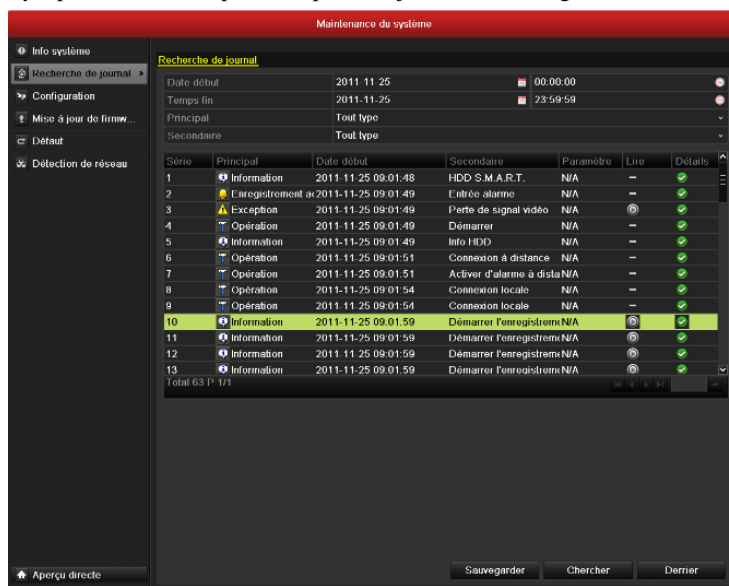 Maintenance du système
Info système
Recherche de journal
Configuration
Mise à jour de firmw...
Défaut
Détection de réseau
Aperçu directe
Recherche de journal
Date début 2011-11-25 00:00:00
Temps fin 2011-11-25 23:59:59
Principal Tout type
Secondaire Tout type
Série Principal Date début Secondaire Paramètre Lire Détails
1 Information 2011-11-25 09:01:48 HDD S.M.A.R.T. N/A –
2 Enregistrement ac 2011-11-25 09:01:49 Entrée alarme N/A –
3 Exception 2011-11-25 09:01:49 Perte de signal vidéo N/A
4 Opération 2011-11-25 09:01:49 Démarrer N/A –
5 Information 2011-11-25 09:01:49 Info HDD N/A –
6 Opération 2011-11-25 09:01:51 Connexion à distance N/A –
7 Opération 2011-11-25 09:01:51 Activer d'alarme à dista N/A –
8 Opération 2011-11-25 09:01:54 Connexion locale N/A –
9 Opération 2011-11-25 09:01:54 Connexion locale N/A –
10 Information 2011-11-25 09:01:59 Démarrer l'enregistreme N/A
11 Information 2011-11-25 09:01:59 Démarrer l'enregistreme N/A
12 Information 2011-11-25 09:01:59 Démarrer l'enregistreme N/A
13 Information 2011-11-25 09:01:59 Démarrer l'enregistreme N/A
Total 63 P 1/1
Sauvegarder Chercher Derrier